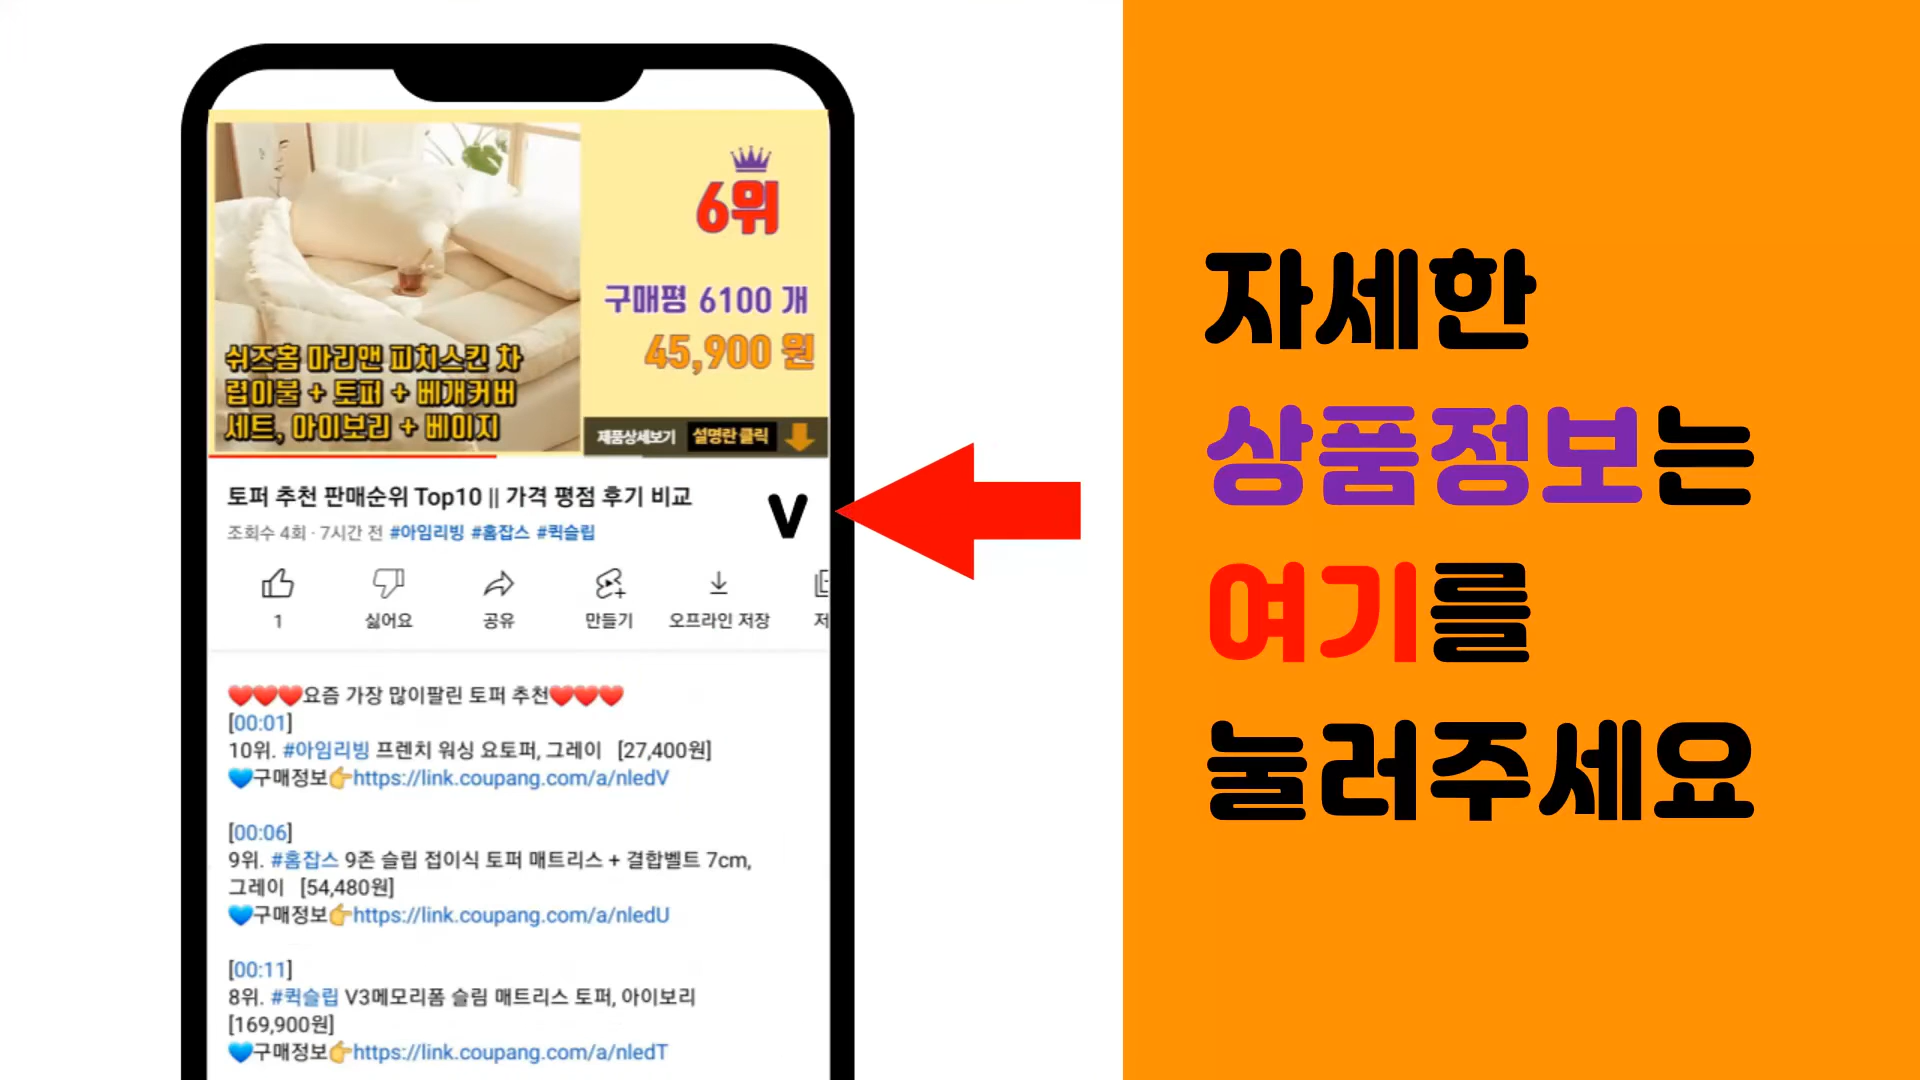 6위
구매평 6100 개
45,900 원
쉬즈홈 마리앤 피치스킨 차
렵이불 + 토퍼 + 베개커버
세트, 아이보리 + 베이지
제품상세보기 설명란 클릭
토퍼 추천 판매순위 Top10 || 가격 평점 후기 비교
V
조회수 4회 · 7시간 전 #아임리빙 #홈잡스 #퀵슬립
1 싫어요 공유 만들기 오프라인 저장 저
❤️❤️❤️요즘 가장 많이팔린 토퍼 추천❤️❤️❤️
[00:01]
10위. #아임리빙 프렌치 워싱 요토퍼, 그레이 [27,400원]
💙구매정보👉https://link.coupang.com/a/nledV
[00:06]
9위. #홈잡스 9존 슬립 접이식 토퍼 매트리스 + 결합벨트 7cm,
그레이 [54,480원]
💙구매정보👉https://link.coupang.com/a/nledU
[00:11]
8위. #퀵슬립 V3메모리폼 슬림 매트리스 토퍼, 아이보리
[169,900원]
💙구매정보👉https://link.coupang.com/a/nledT
자세한
상품정보는
여기를
눌러주세요